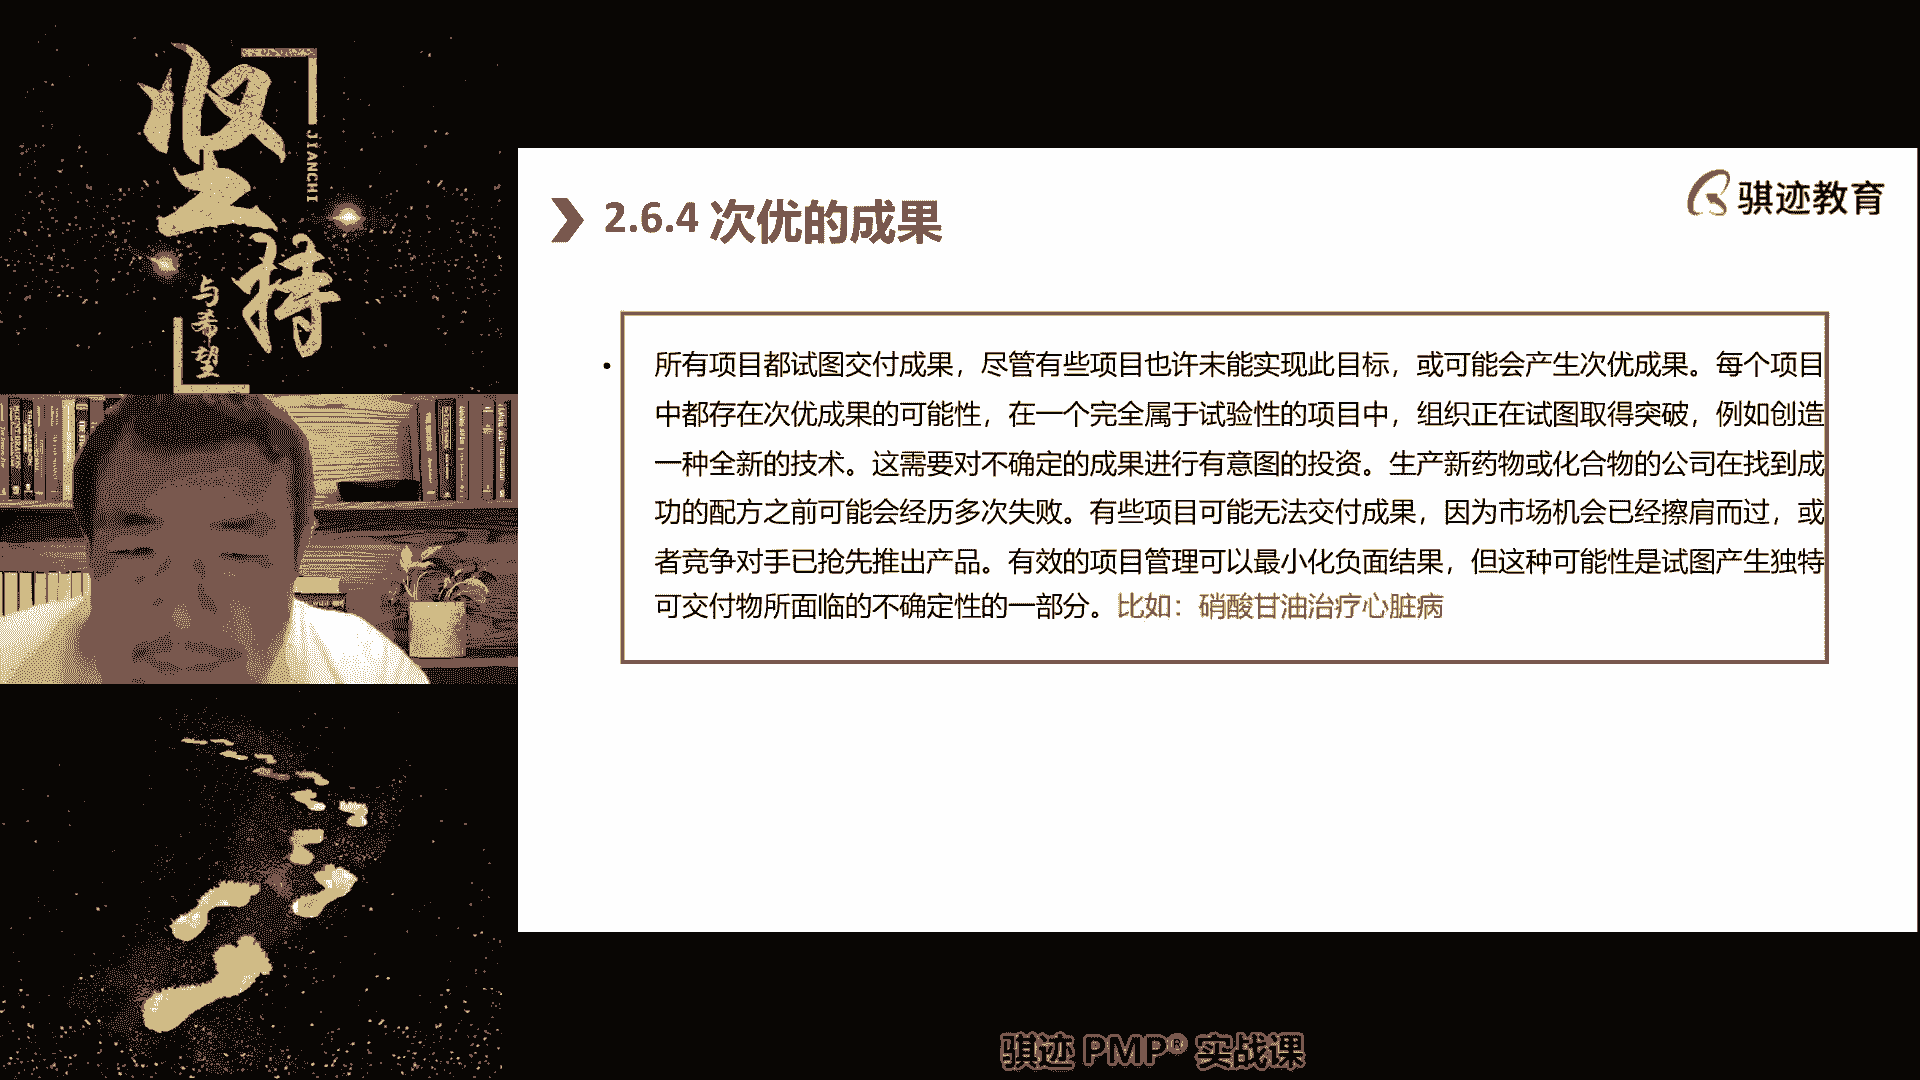 坚持
JIANCHI
与希望
骐迹教育
2.6.4 次优的成果
• 所有项目都试图交付成果，尽管有些项目也许未能实现此目标，或可能会产生次优成果。每个项目
中都存在次优成果的可能性，在一个完全属于试验性的项目中，组织正在试图取得突破，例如创造
一种全新的技术。这需要对不确定的成果进行有意图的投资。生产新药物或化合物的公司在找到成
功的配方之前可能会经历多次失败。有些项目可能无法交付成果，因为市场机会已经擦肩而过，或
者竞争对手已抢先推出产品。有效的项目管理可以最小化负面结果，但这种可能性是试图产生独特
可交付物所面临的不确定性的一部分。比如：硝酸甘油治疗心脏病
骐迹 PMP® 实战课